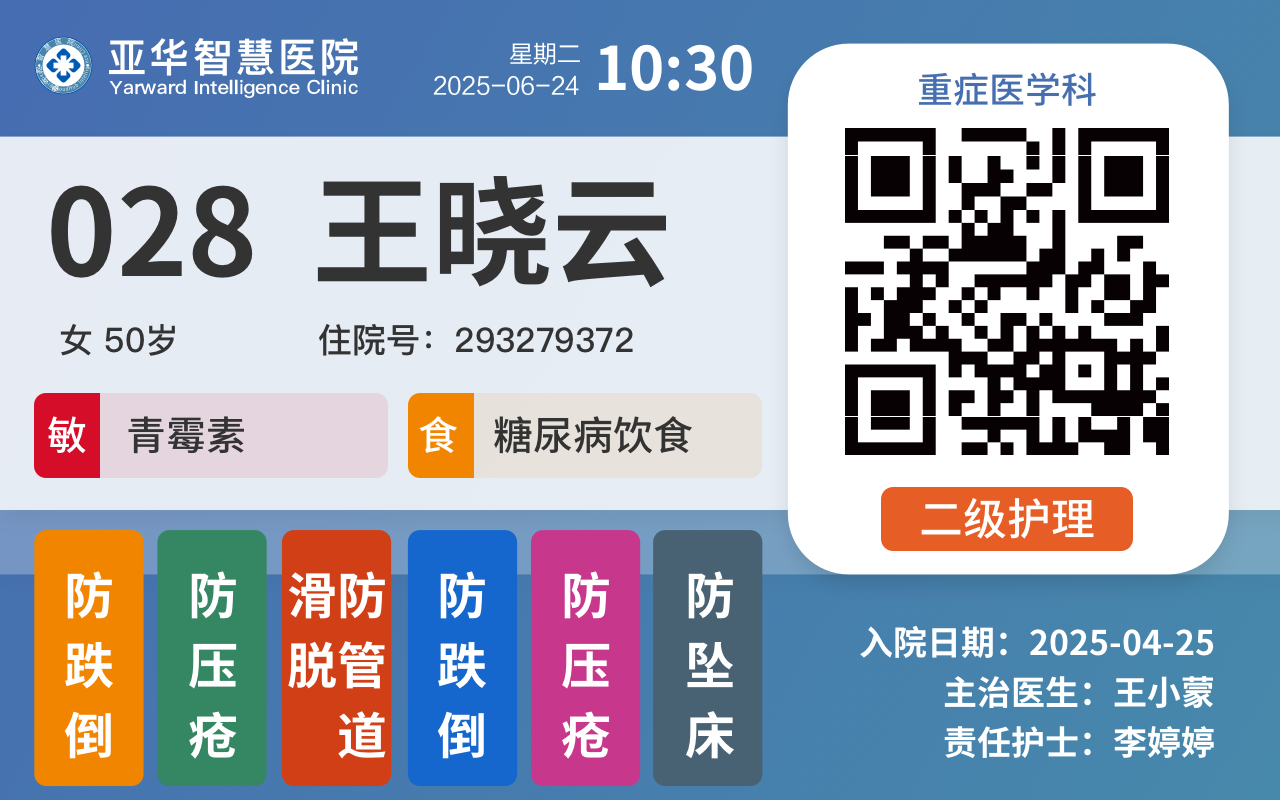 亚华智慧医院
Yarward Intelligence Clinic
星期二
2025-06-24
10:30
028 王晓云
女 50岁
住院号：293279372
敏 青霉素
食 糖尿病饮食
防跌倒
防压疮
防管道滑脱
防跌倒
防压疮
防坠床
重症医学科
二级护理
入院日期：2025-04-25
主治医生：王小蒙
责任护士：李婷婷